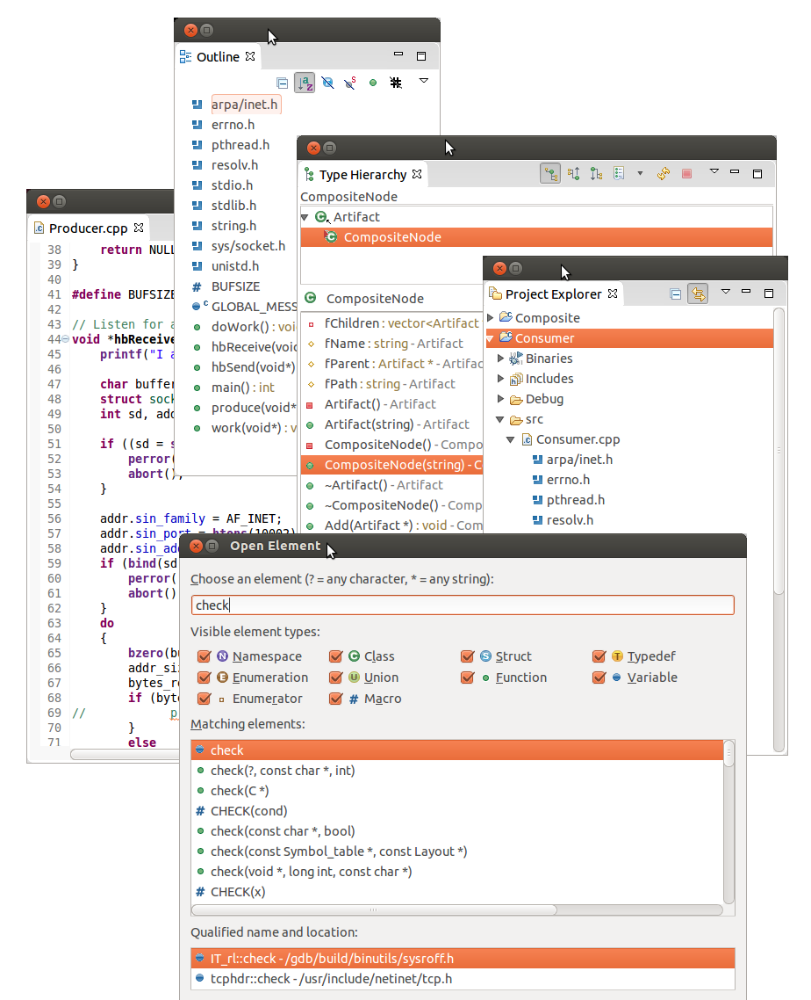 Outline
arpa/inet.h
errno.h
pthread.h
resolv.h
stdio.h
stdlib.h
string.h
sys/socket.h
unistd.h
BUFSIZE
GLOBAL_MESS
doWork() : voi
hbReceive(voi
hbSend(void*)
main() : int
produce(void*
work(void*) : v
Type Hierarchy
CompositeNode
Artifact
CompositeNode
CompositeNode
fChildren : vector<Artifact
fName : string - Artifact
fParent : Artifact * - Artifac
fPath : string - Artifact
Artifact() - Artifact
Artifact(string) - Artifact
CompositeNode() - Compo
CompositeNode(string) - C
~Artifact() - Artifact
~CompositeNode() - Comp
Add(Artifact *) : void - Com
Producer.cpp
38 return NULL
39 }
40
41 #define BUFSIZE
42
43 // Listen for a
44 void *hbReceive
45 printf("I a
46
47 char buffer
48 struct sock
49 int sd, add
50
51 if ((sd = s
52 perror(
53 abort();
54 }
55
56 addr.sin_family = AF_INET;
57 addr.sin_port = htons(10002)
58 addr.sin_ad
59 if (bind(sd
60 perror(
61 abort()
62 }
63 do
64 {
65 bzero(bu
66 addr_siz
67 bytes_re
68 if (byte
69 // p
70 }
71 else
Project Explorer
Composite
Consumer
Binaries
Includes
Debug
src
Consumer.cpp
arpa/inet.h
errno.h
pthread.h
resolv.h
Open Element
Choose an element (? = any character, * = any string):
check
Visible element types:
Namespace Class Struct Typedef
Enumeration Union Function Variable
Enumerator Macro
Matching elements:
check
check(?, const char *, int)
check(C *)
CHECK(cond)
check(const char *, bool)
check(const Symbol_table *, const Layout *)
check(void *, long int, const char *)
CHECK(x)
Qualified name and location:
IT_rl::check - /gdb/build/binutils/sysroff.h
tcphdr::check - /usr/include/netinet/tcp.h